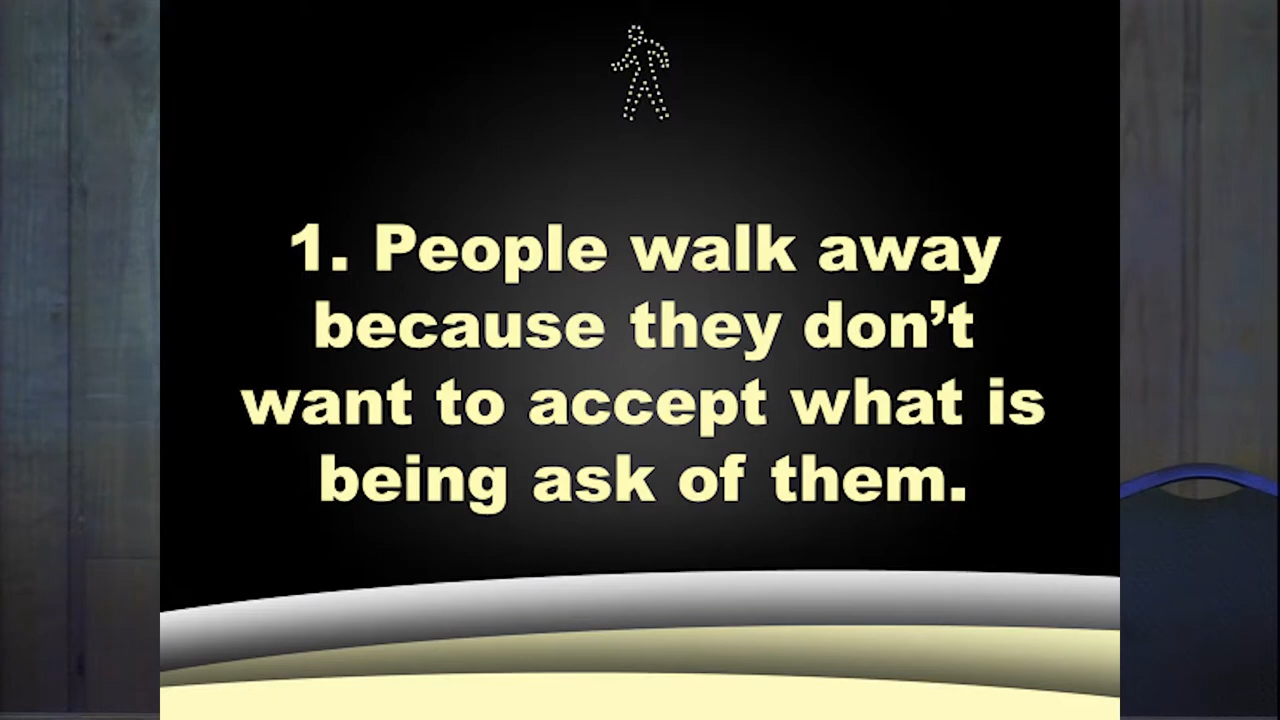 1. People walk away
because they don’t
want to accept what is
being ask of them.